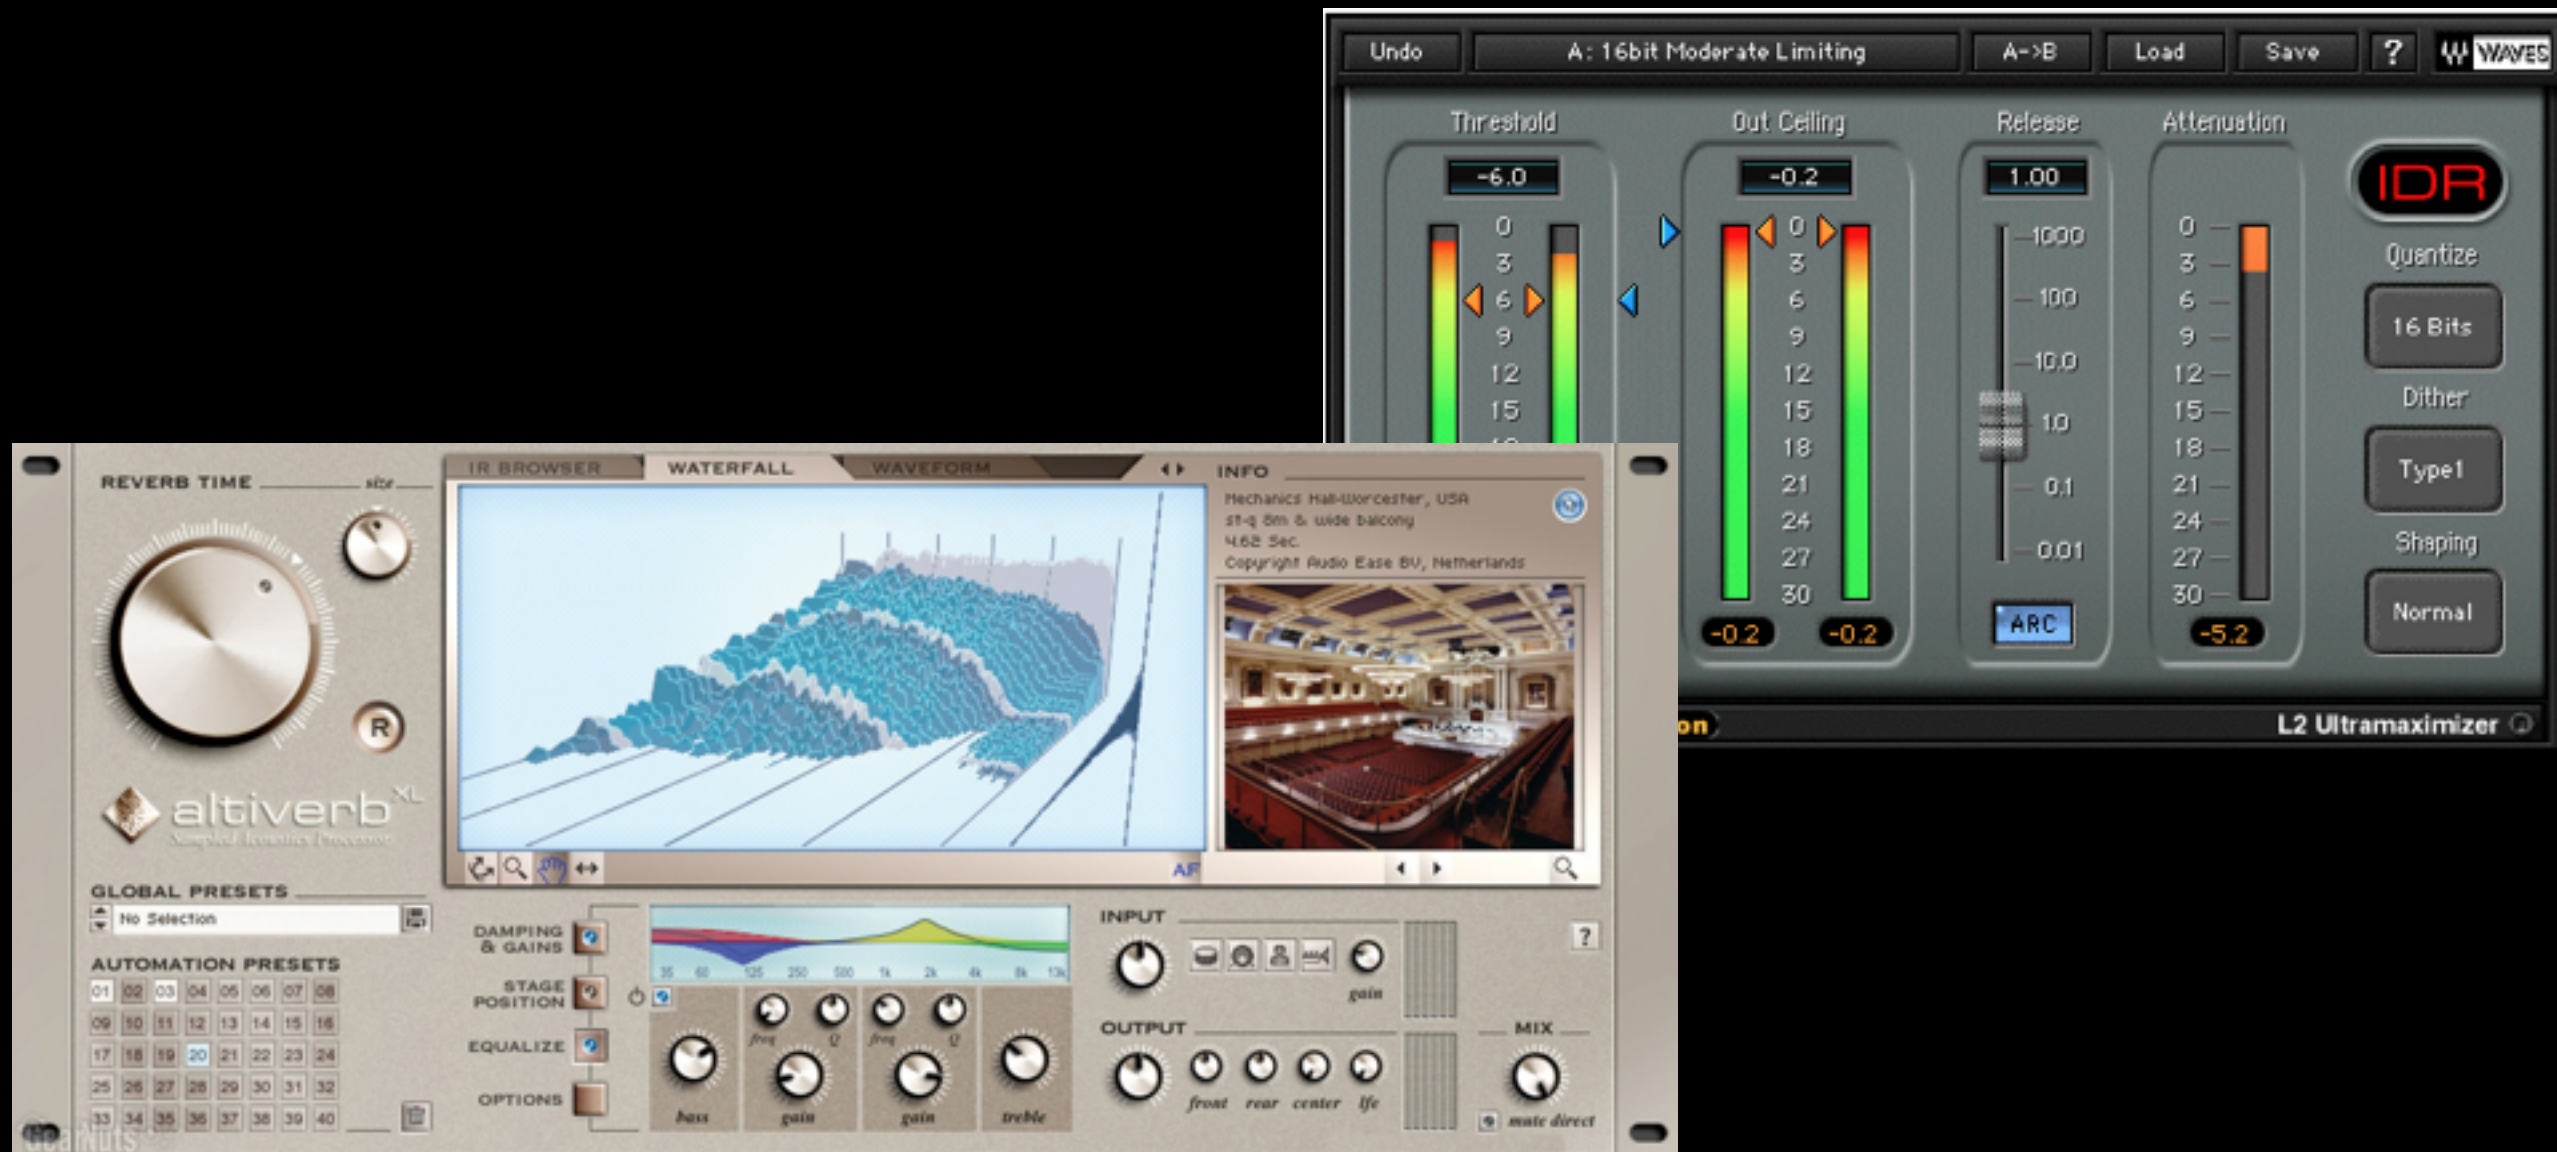 Undo
A: 16bit Moderate Limiting
A->B
Load
Save
?
WAVES
Threshold
Out Ceiling
Release
Attenuation
-6.0
-0.2
1.00
IDR
0
3
6
9
12
15
0
3
6
9
12
15
18
21
24
27
30
1000
100
10.0
1.0
0.1
0.01
0
3
6
9
12
15
18
21
24
27
30
Quantize
16 Bits
Dither
Type1
Shaping
Normal
-0.2
-0.2
ARC
-5.2
on
L2 Ultramaximizer
REVERB TIME
size
IR BROWSER
WATERFALL
WAVEFORM
INFO
Mechanics Hall-Worcester, USA
st-q 8m & wide balcony
4.62 Sec.
Copyright Audio Ease BV, Netherlands
R
altiverb XL
Sampled Acoustics Processor
AF
GLOBAL PRESETS
No Selection
AUTOMATION PRESETS
01 02 03 04 05 06 07 08
09 10 11 12 13 14 15 16
17 18 19 20 21 22 23 24
25 26 27 28 29 30 31 32
33 34 35 36 37 38 39 40
DAMPING
& GAINS
STAGE
POSITION
EQUALIZE
OPTIONS
35 60 125 250 500 1k 2k 4k 8k 13k
freq
Q
freq
Q
bass
gain
gain
treble
INPUT
gain
?
OUTPUT
front
rear
center
lfe
MIX
mute direct
GearNuts